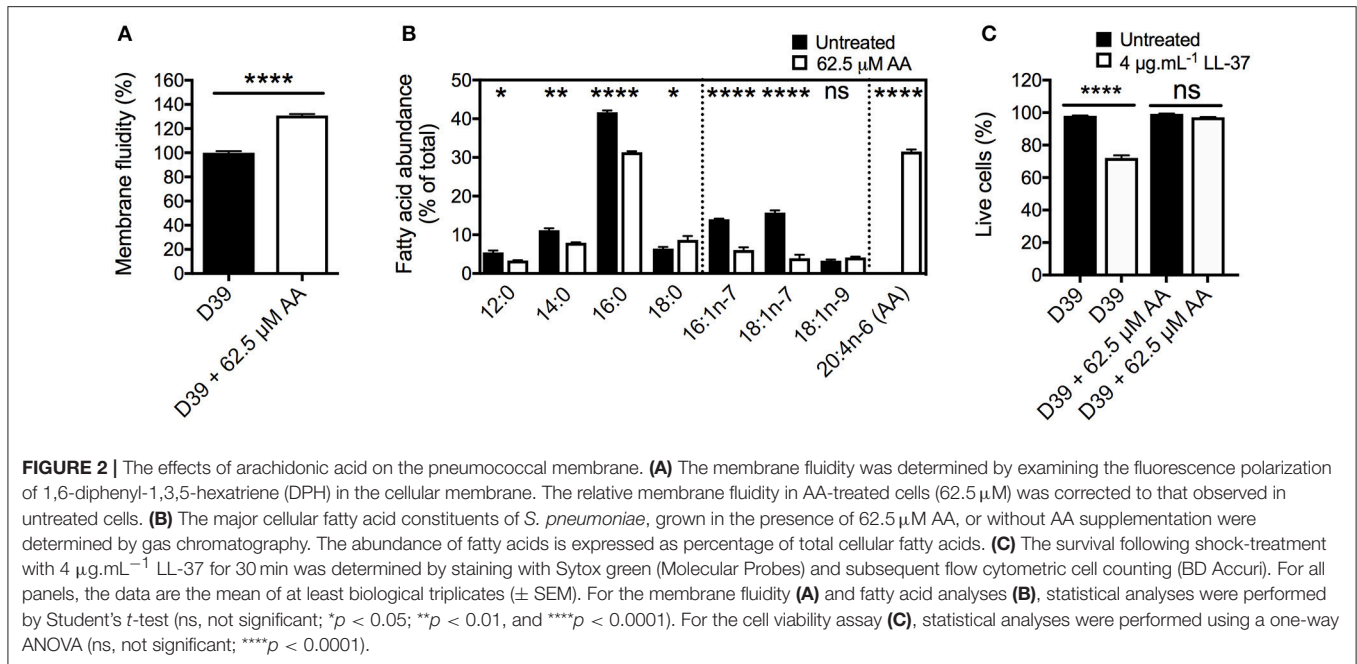 A
Membrane fluidity (%)
160
140
120
100
80
60
40
20
0
****
D39
D39 + 62.5 µM AA
B
Untreated
62.5 µM AA
Fatty acid abundance
(% of total)
50
40
30
20
10
0
* ** **** * **** **** ns ****
12:0
14:0
16:0
18:0
16:1n-7
18:1n-7
18:1n-9
20:4n-6 (AA)
C
Untreated
4 µg.mL⁻¹ LL-37
Live cells (%)
120
100
80
60
40
20
0
**** ns
D39
D39
D39 + 62.5 µM AA
D39 + 62.5 µM AA
FIGURE 2 | The effects of arachidonic acid on the pneumococcal membrane. (A) The membrane fluidity was determined by examining the fluorescence polarization
of 1,6-diphenyl-1,3,5-hexatriene (DPH) in the cellular membrane. The relative membrane fluidity in AA-treated cells (62.5 µM) was corrected to that observed in
untreated cells. (B) The major cellular fatty acid constituents of S. pneumoniae, grown in the presence of 62.5 µM AA, or without AA supplementation were
determined by gas chromatography. The abundance of fatty acids is expressed as percentage of total cellular fatty acids. (C) The survival following shock-treatment
with 4 µg.mL⁻¹ LL-37 for 30 min was determined by staining with Sytox green (Molecular Probes) and subsequent flow cytometric cell counting (BD Accuri). For all
panels, the data are the mean of at least biological triplicates (± SEM). For the membrane fluidity (A) and fatty acid analyses (B), statistical analyses were performed
by Student's t-test (ns, not significant; *p < 0.05; **p < 0.01, and ****p < 0.0001). For the cell viability assay (C), statistical analyses were performed using a one-way
ANOVA (ns, not significant; ****p < 0.0001).